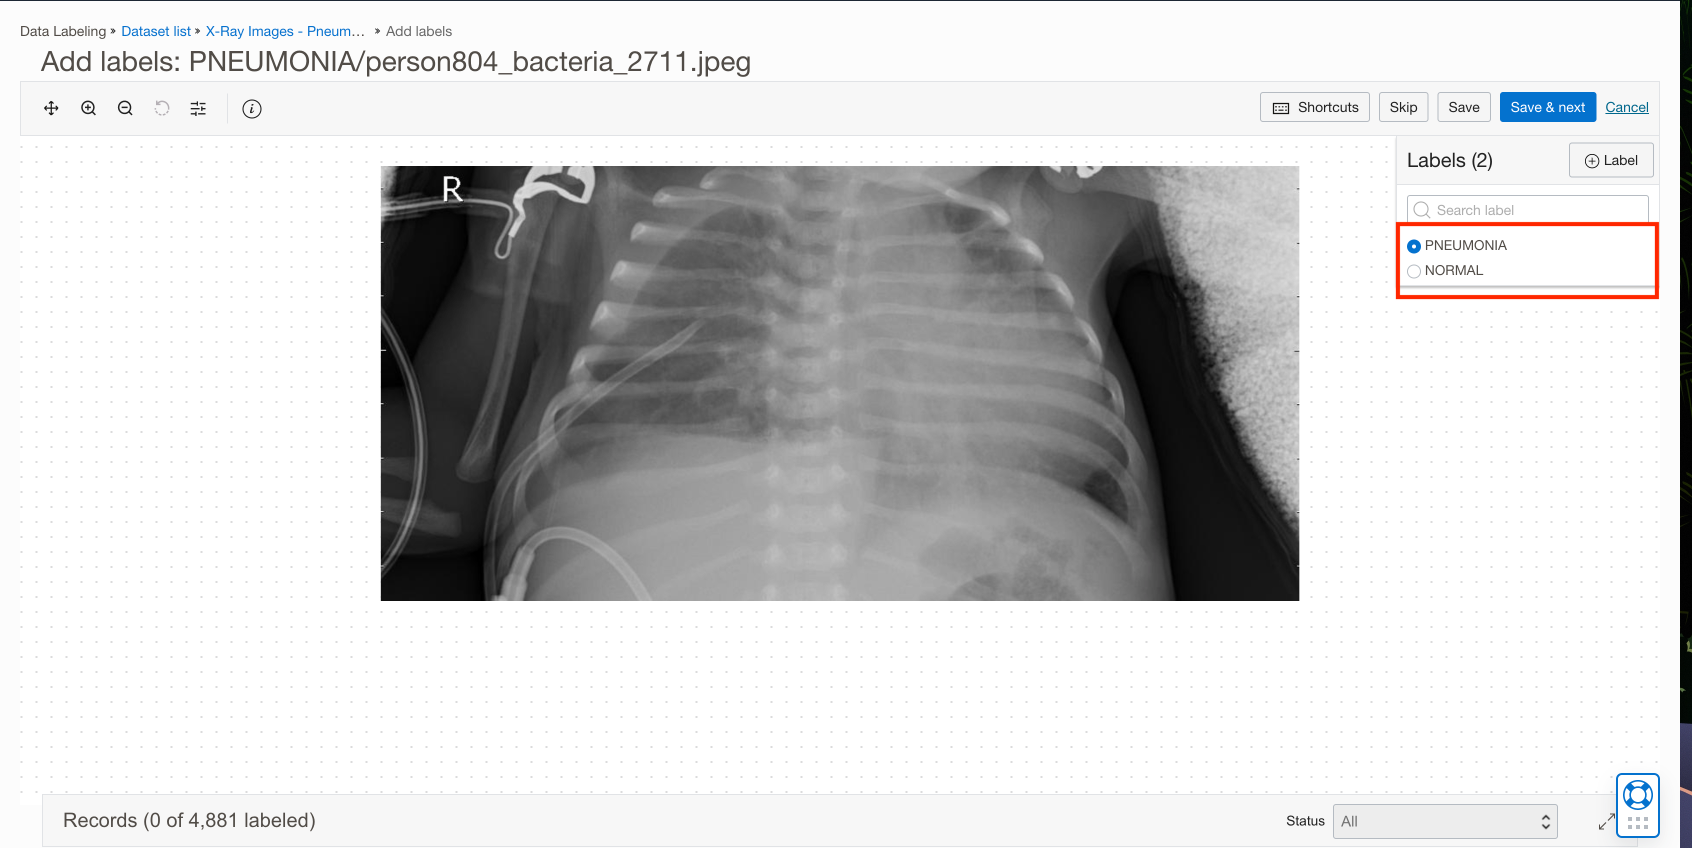 Data Labeling » Dataset list » X-Ray Images - Pneum... » Add labels
Add labels: PNEUMONIA/person804_bacteria_2711.jpeg
Shortcuts Skip Save Save & next Cancel
Labels (2) Label
Search label
PNEUMONIA
NORMAL
R
Records (0 of 4,881 labeled) Status All